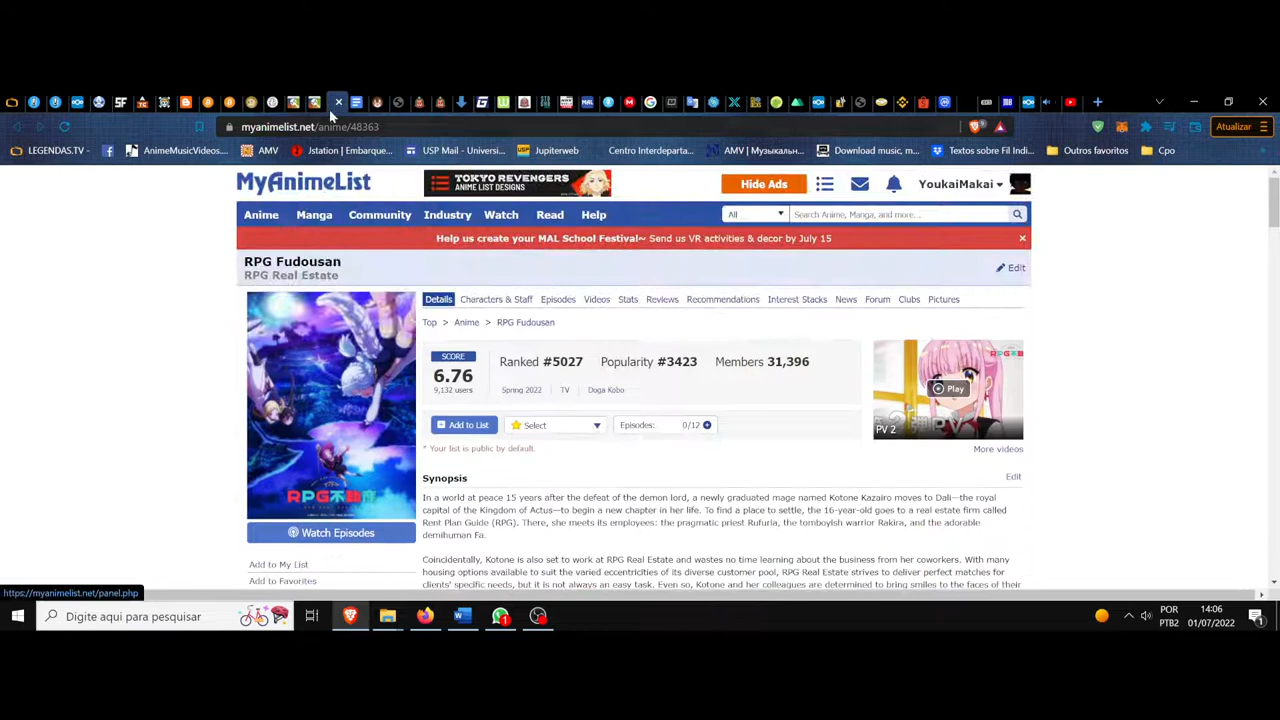 myanimelist.net/anime/48363
Atualizar
LEGENDAS.TV
AnimeMusicVideos...
AMV
Jstation | Embarque...
USP Mail - Universi...
Jupiterweb
Centro Interdeparta...
AMV | Музыкальн...
Download music, m...
Textos sobre Fil Indi...
Outros favoritos
Cpo
MyAnimeList
TOKYO REVENGERS
ANIME LIST DESIGNS
Hide Ads
YoukaiMakai
Anime Manga Community Industry Watch Read Help
All
Search Anime, Manga, and more...
Help us create your MAL School Festival~ Send us VR activities & decor by July 15
RPG Fudousan
RPG Real Estate
Edit
Details Characters & Staff Episodes Videos Stats Reviews Recommendations Interest Stacks News Forum Clubs Pictures
Top > Anime > RPG Fudousan
SCORE
6.76
9,132 users
Ranked #5027 Popularity #3423 Members 31,396
Spring 2022 TV Doga Kobo
Play
PV 2
Add to List
Select
Episodes: 0/12
* Your list is public by default.
More videos
Synopsis
Edit
In a world at peace 15 years after the defeat of the demon lord, a newly graduated mage named Kotone Kazairo moves to Dali—the royal
capital of the Kingdom of Actus—to begin a new chapter in her life. To find a place to settle, the 16-year-old goes to a real estate firm called
Rent Plan Guide (RPG). There, she meets its employees: the pragmatic priest Rufuria, the tomboyish warrior Rakira, and the adorable
demihuman Fa.
Coincidentally, Kotone is also set to work at RPG Real Estate and wastes no time learning about the business from her coworkers. With many
housing options available to suit the varied eccentricities of its diverse customer pool, RPG Real Estate strives to deliver perfect matches for
clients' specific needs, but it is not always an easy task. Even so, Kotone and her colleagues are determined to bring smiles to the faces of their
RPG不動産
Watch Episodes
Add to My List
Add to Favorites
https://myanimelist.net/panel.php
Digite aqui para pesquisar
POR
PTB2
14:06
01/07/2022